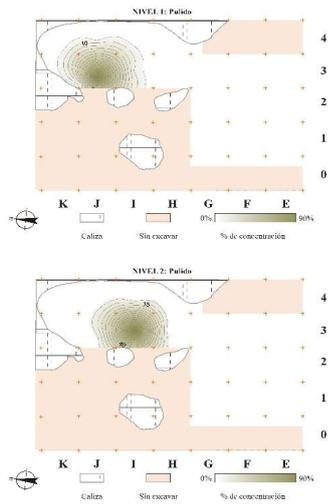 NIVEL 1: Pulido
10
4
3
2
1
0
K J I H G F E
0% 90%
Caliza Sin excavar % de concentración
NIVEL 2: Pulido
4
3
2
1
0
K J I H G F E
0% 90%
Caliza Sin excavar % de concentración